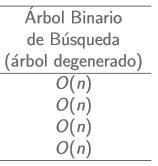 Árbol Binario
de Búsqueda
(árbol degenerado)
O(n)
O(n)
O(n)
O(n)